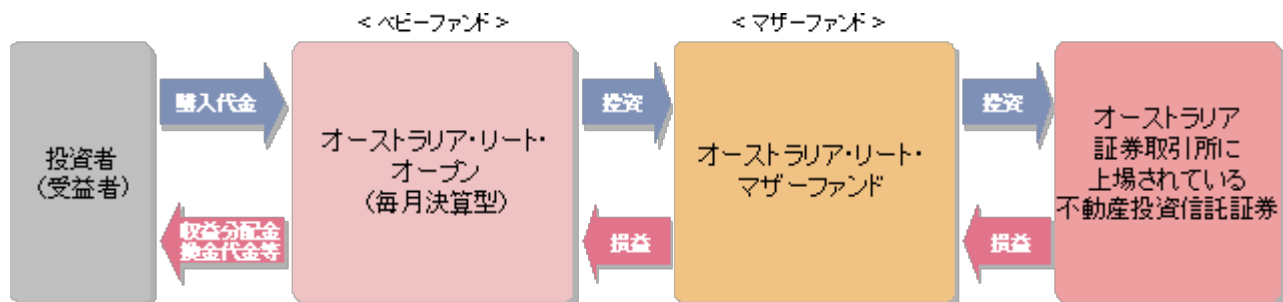 ＜ベビーファンド＞
＜マザーファンド＞
投資者
（受益者）
購入代金
収益分配金
換金代金等
オーストラリア・リート・
オープン
（毎月決算型）
投資
損益
オーストラリア・リート・
マザーファンド
投資
損益
オーストラリア
証券取引所に
上場されている
不動産投資信託証券